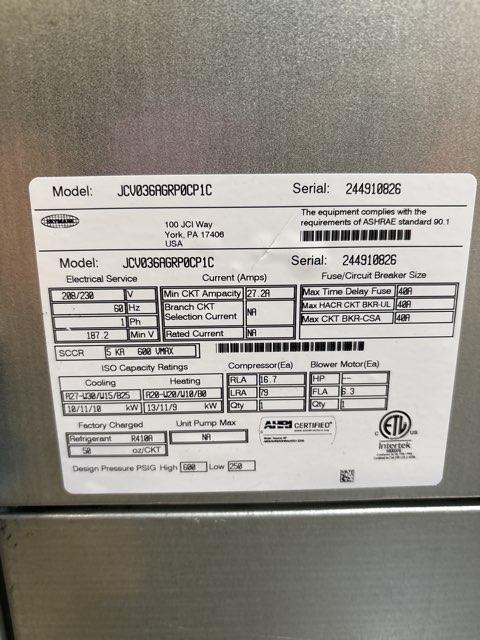 Model: JCV036AGRP0CP1C Serial: 244910826
SKYMARK
100 JCI Way
York, PA 17406
USA
The equipment complies with the
requirements of ASHRAE standard 90.1
Model: JCV036AGRP0CP1C Serial: 244910826
Electrical Service
208/230 V
60 Hz
1 Ph
187.2 Min V
Current (Amps)
Min CKT Ampacity 27.2A
Branch CKT
Selection Current NA
Rated Current NA
Fuse/Circuit Breaker Size
Max Time Delay Fuse 40A
Max HACR CKT BKR-UL 40A
Max CKT BKR-CSA 40A
SCCR 5 KA 600 VMAX
ISO Capacity Ratings
Cooling Heating
A27-W30/W15/B25 A20-W20/W10/B0
10/11/10 kW 13/11/9 kW
Compressor(Ea)
RLA 16.7
LRA 79
Qty 1
Blower Motor(Ea)
HP ---
FLA 6.3
Qty 1
Factory Charged
Refrigerant R410A
50 oz/CKT
Unit Pump Max
NA
AHRI CERTIFIED
ETL
C US
Intertek
Design Pressure PSIG High 600 Low 250